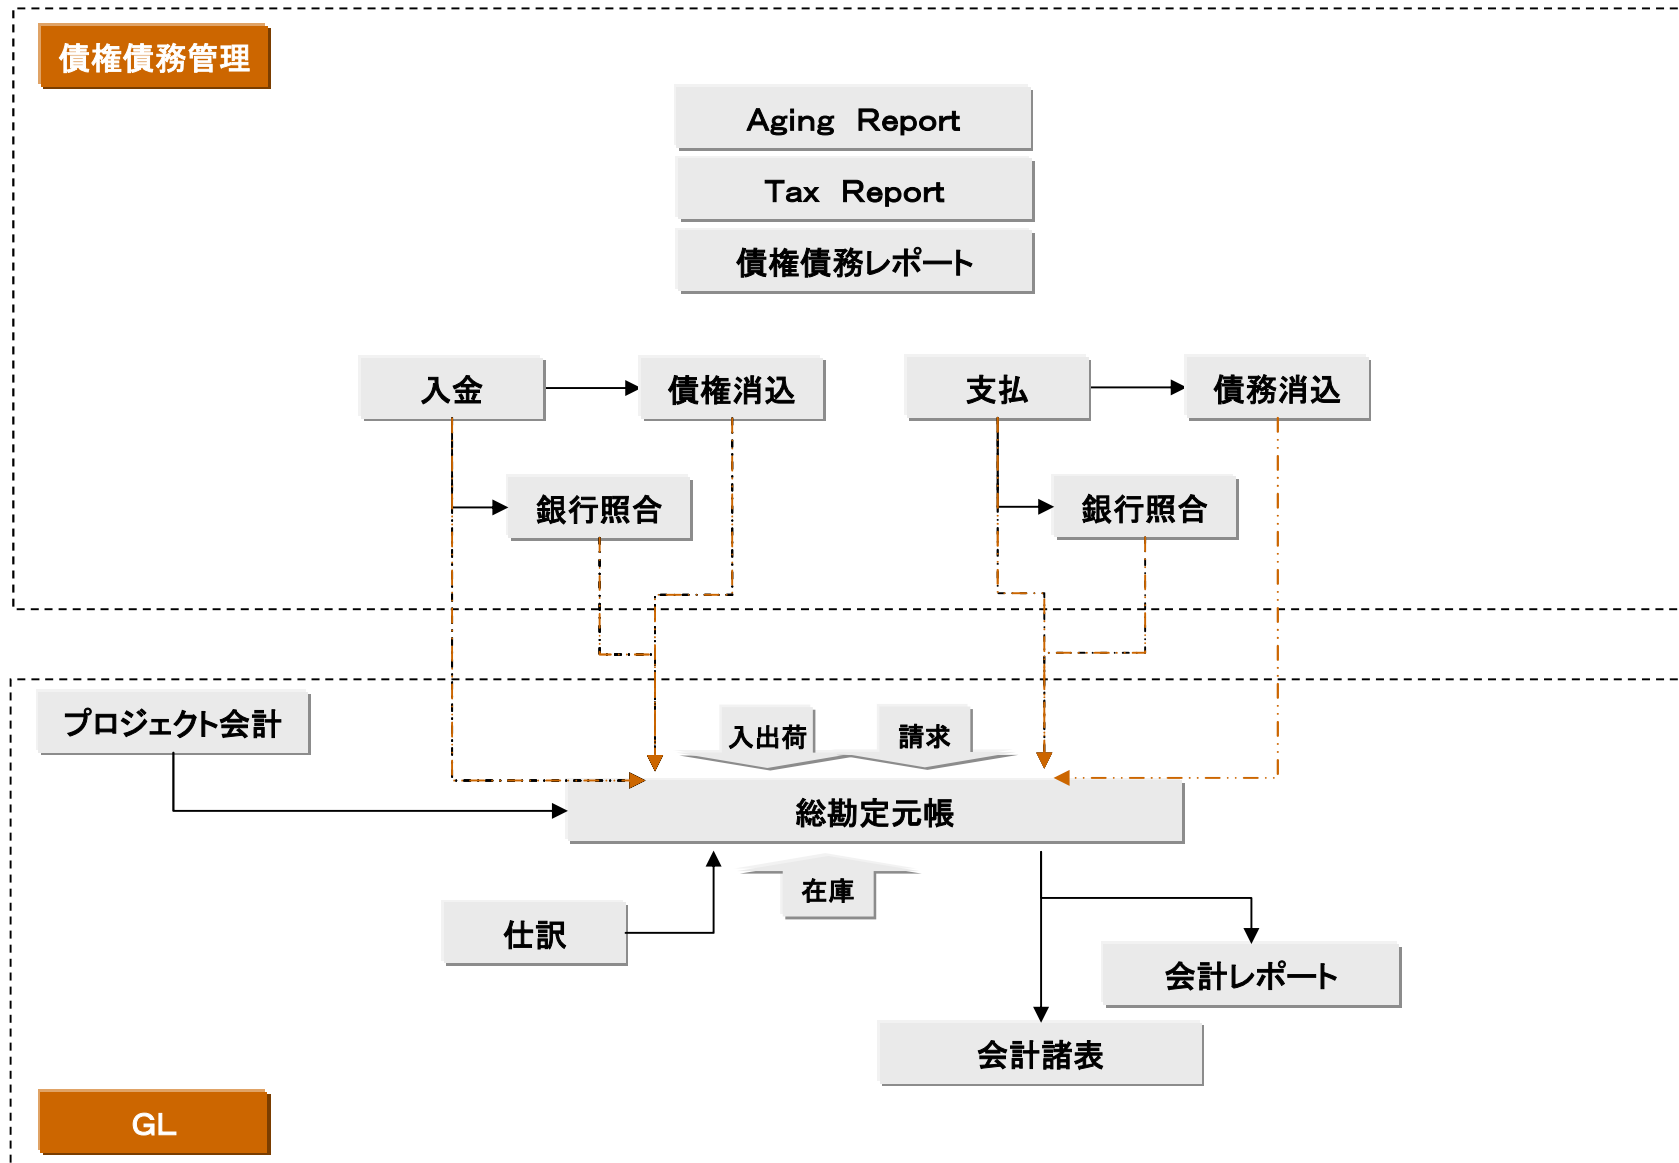 債権債務管理
Aging Report
Tax Report
債権債務レポート
入金
債権消込
支払
債務消込
銀行照合
銀行照合
プロジェクト会計
入出荷
請求
総勘定元帳
在庫
仕訳
会計レポート
会計諸表
GL